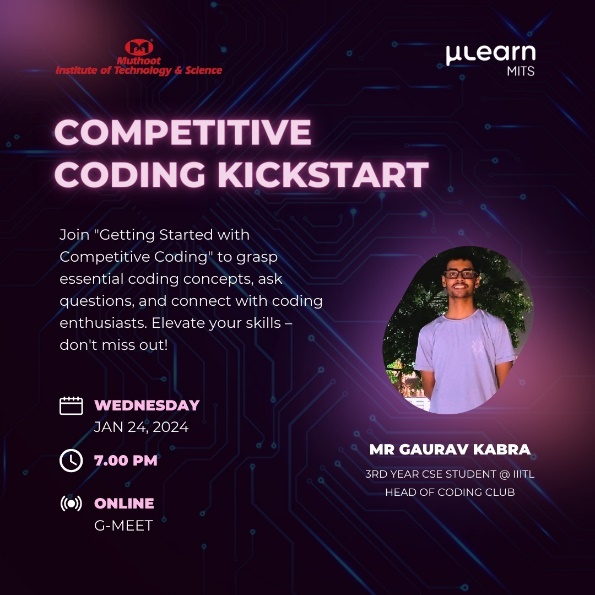 Muthoot
Institute of Technology & Science
µLearn
MITS
COMPETITIVE
CODING KICKSTART
Join "Getting Started with
Competitive Coding" to grasp
essential coding concepts, ask
questions, and connect with coding
enthusiasts. Elevate your skills –
don't miss out!
WEDNESDAY
JAN 24, 2024
7.00 PM
ONLINE
G-MEET
MR GAURAV KABRA
3RD YEAR CSE STUDENT @ IIITL
HEAD OF CODING CLUB